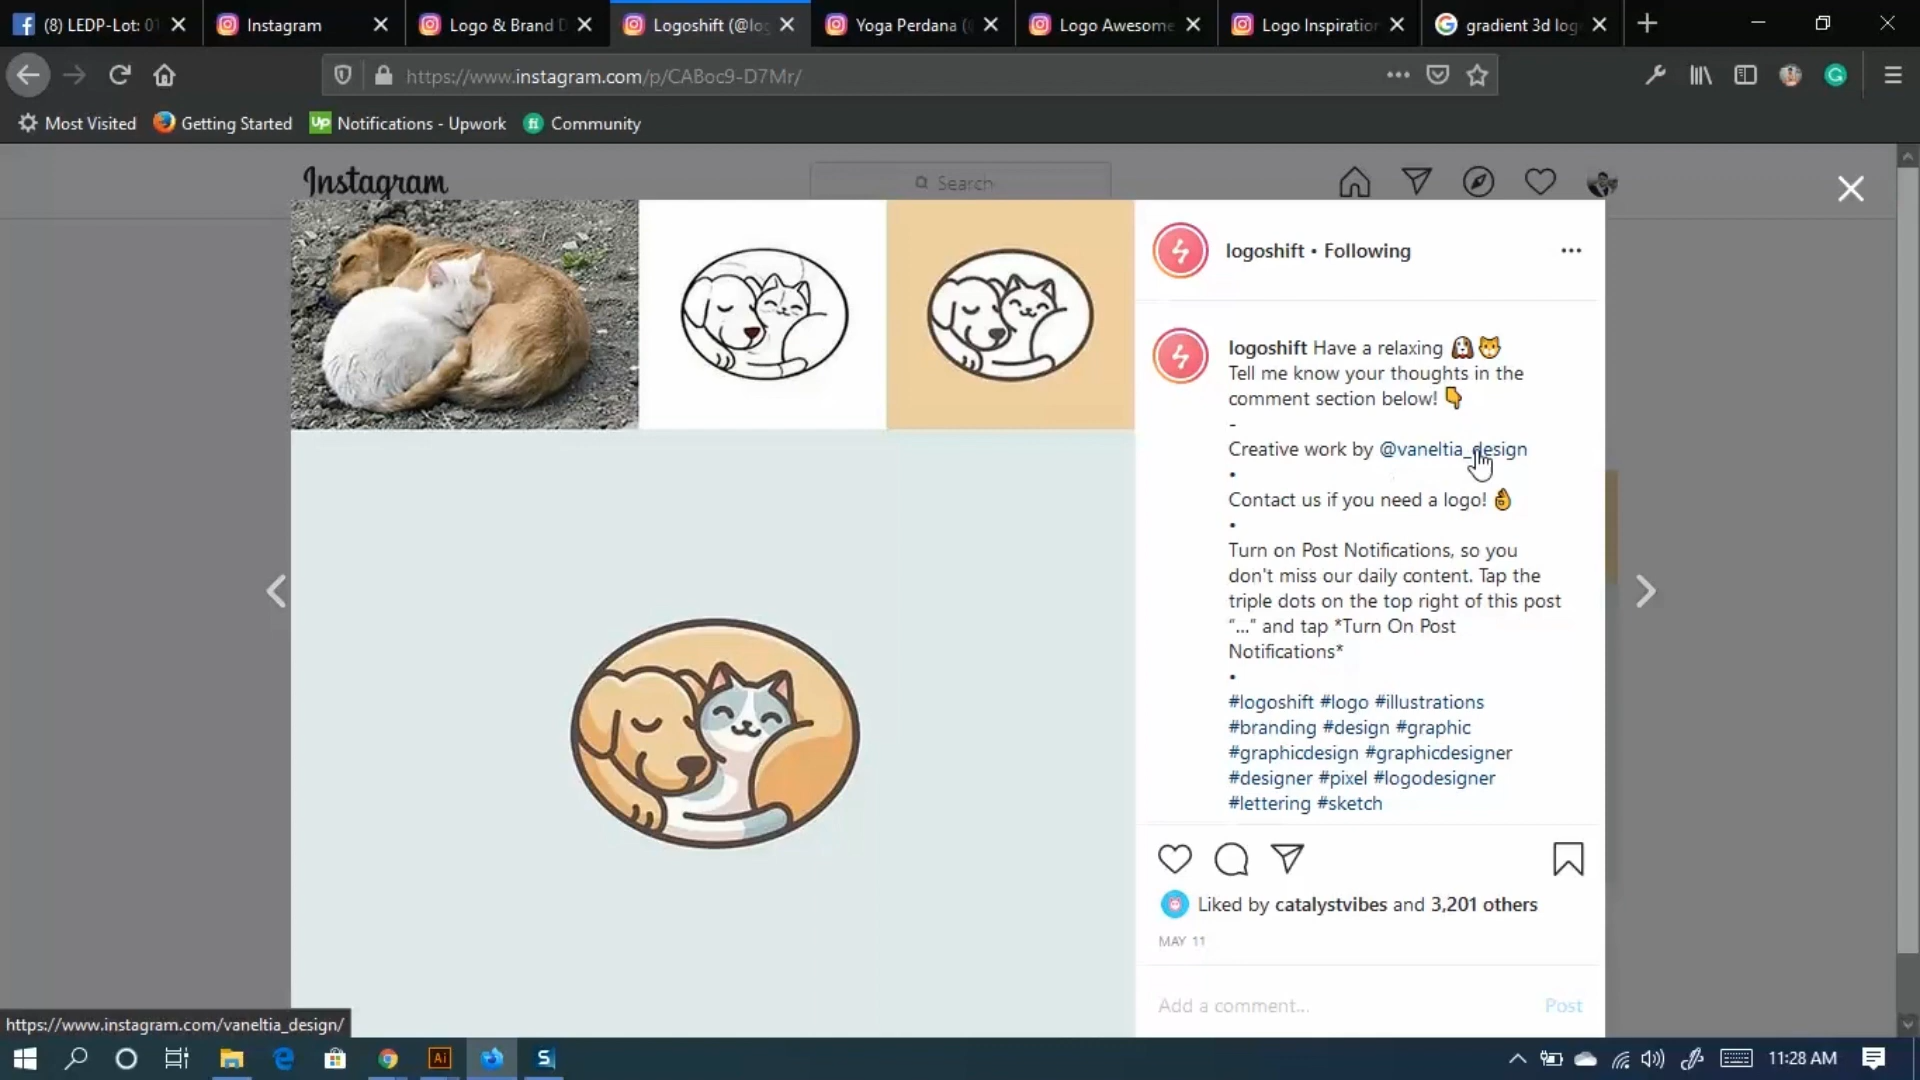 (8) LEDP-Lot: 01
Instagram
Logo & Brand D
Logoshift (@log
Yoga Perdana (
Logo Awesome
Logo Inspiration
gradient 3d log
https://www.instagram.com/p/CABoc9-D7Mr/
Most Visited
Getting Started
Up Notifications - Upwork
fi Community
Instagram
Search
logoshift • Following
logoshift Have a relaxing 🐶🐱
Tell me know your thoughts in the
comment section below! 👇
-
Creative work by @vaneltia_design
•
Contact us if you need a logo! 👌
•
Turn on Post Notifications, so you
don't miss our daily content. Tap the
triple dots on the top right of this post
“...” and tap *Turn On Post
Notifications*
•
#logoshift #logo #illustrations
#branding #design #graphic
#graphicdesign #graphicdesigner
#designer #pixel #logodesigner
#lettering #sketch
Liked by catalystvibes and 3,201 others
MAY 11
Add a comment...
Post
https://www.instagram.com/vaneltia_design/
Ai
S
11:28 AM